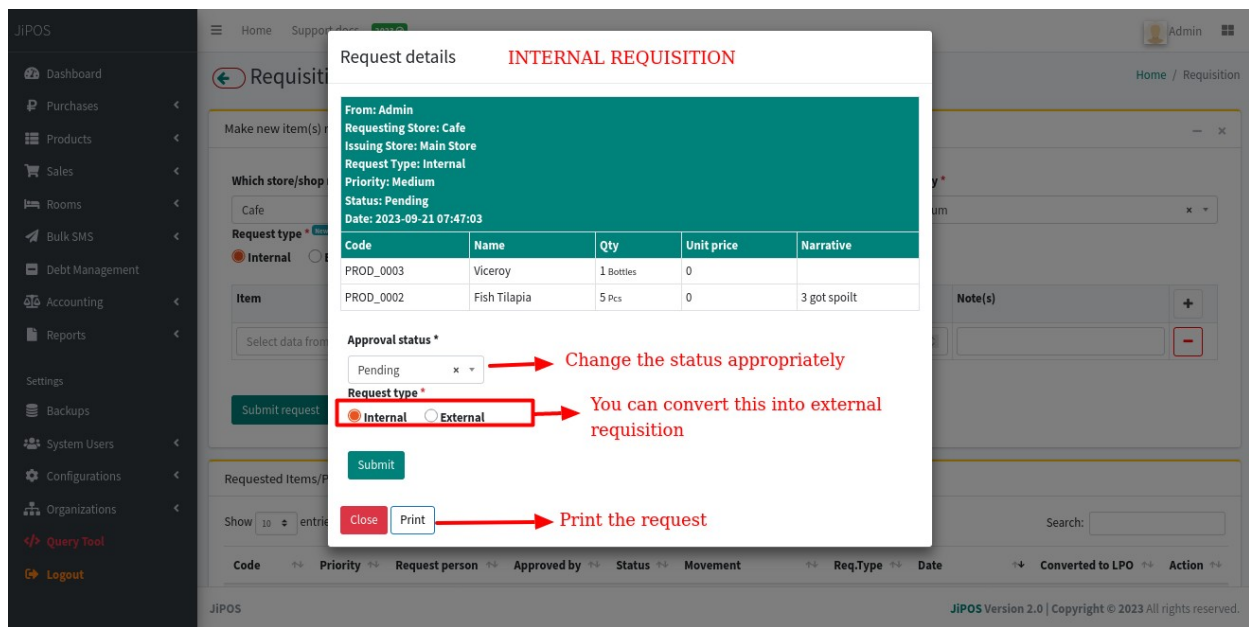 JiPOS
Home Support docs
Admin
Dashboard
Purchases
Products
Sales
Rooms
Bulk SMS
Debt Management
Accounting
Reports
Settings
Backups
System Users
Configurations
Organizations
Query Tool
Logout
Requisiti
Home / Requisition
Make new item(s) r
Which store/shop
y *
Cafe
um
x
Request type *
Internal
Item
Note(s)
+
Select data from
-
Submit request
Request details
INTERNAL REQUISITION
From: Admin
Requesting Store: Cafe
Issuing Store: Main Store
Request Type: Internal
Priority: Medium
Status: Pending
Date: 2023-09-21 07:47:03
Code Name Qty Unit price Narrative
PROD_0003 Viceroy 1 Bottles 0
PROD_0002 Fish Tilapia 5 Pcs 0 3 got spoilt
Approval status *
Pending x
Change the status appropriately
Request type *
Internal External
You can convert this into external
requisition
Submit
Close Print
Print the request
Requested Items/P
Show 10 entrie
Search:
Code Priority Request person Approved by Status Movement Req.Type Date Converted to LPO Action
JiPOS
JiPOS Version 2.0 | Copyright © 2023 All rights reserved.